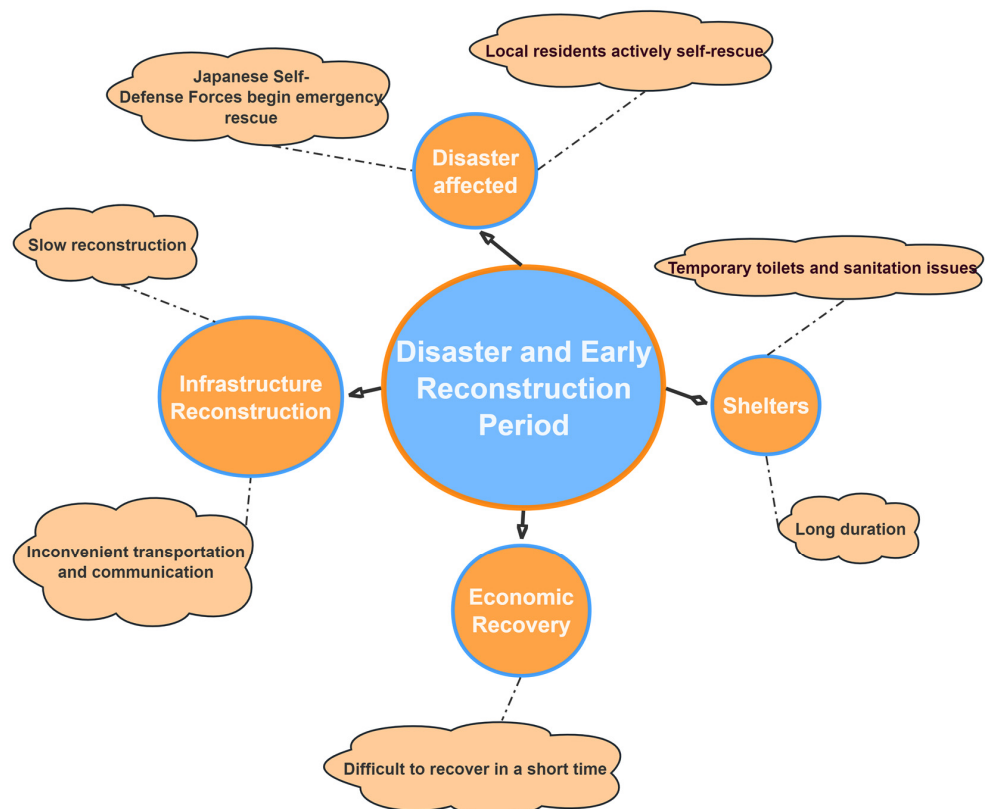 Local residents actively self-rescue
Japanese Self-
Defense Forces begin emergency
rescue
Disaster
affected
Slow reconstruction
Temporary toilets and sanitation issues
Disaster and Early
Reconstruction
Period
Infrastructure
Reconstruction
Shelters
Long duration
Inconvenient transportation
and communication
Economic
Recovery
Difficult to recover in a short time